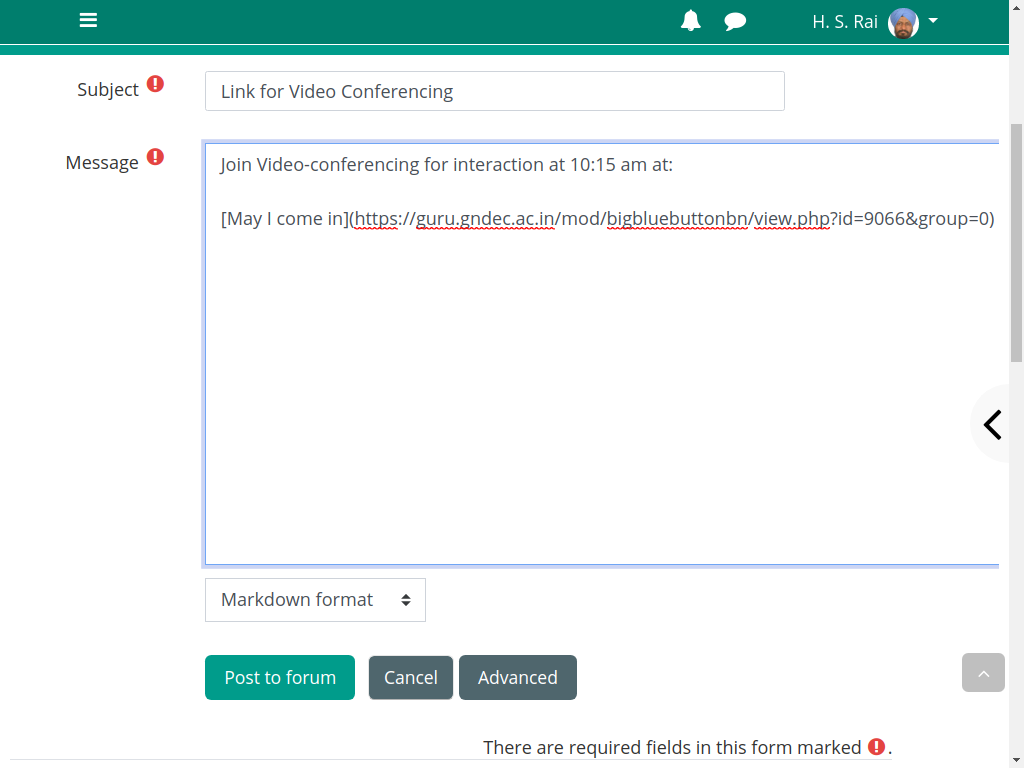 H. S. Rai
Subject
Link for Video Conferencing
Message
Join Video-conferencing for interaction at 10:15 am at:
[May I come in](https://guru.gndec.ac.in/mod/bigbluebuttonbn/view.php?id=9066&group=0)
Markdown format
Post to forum Cancel Advanced
There are required fields in this form marked .